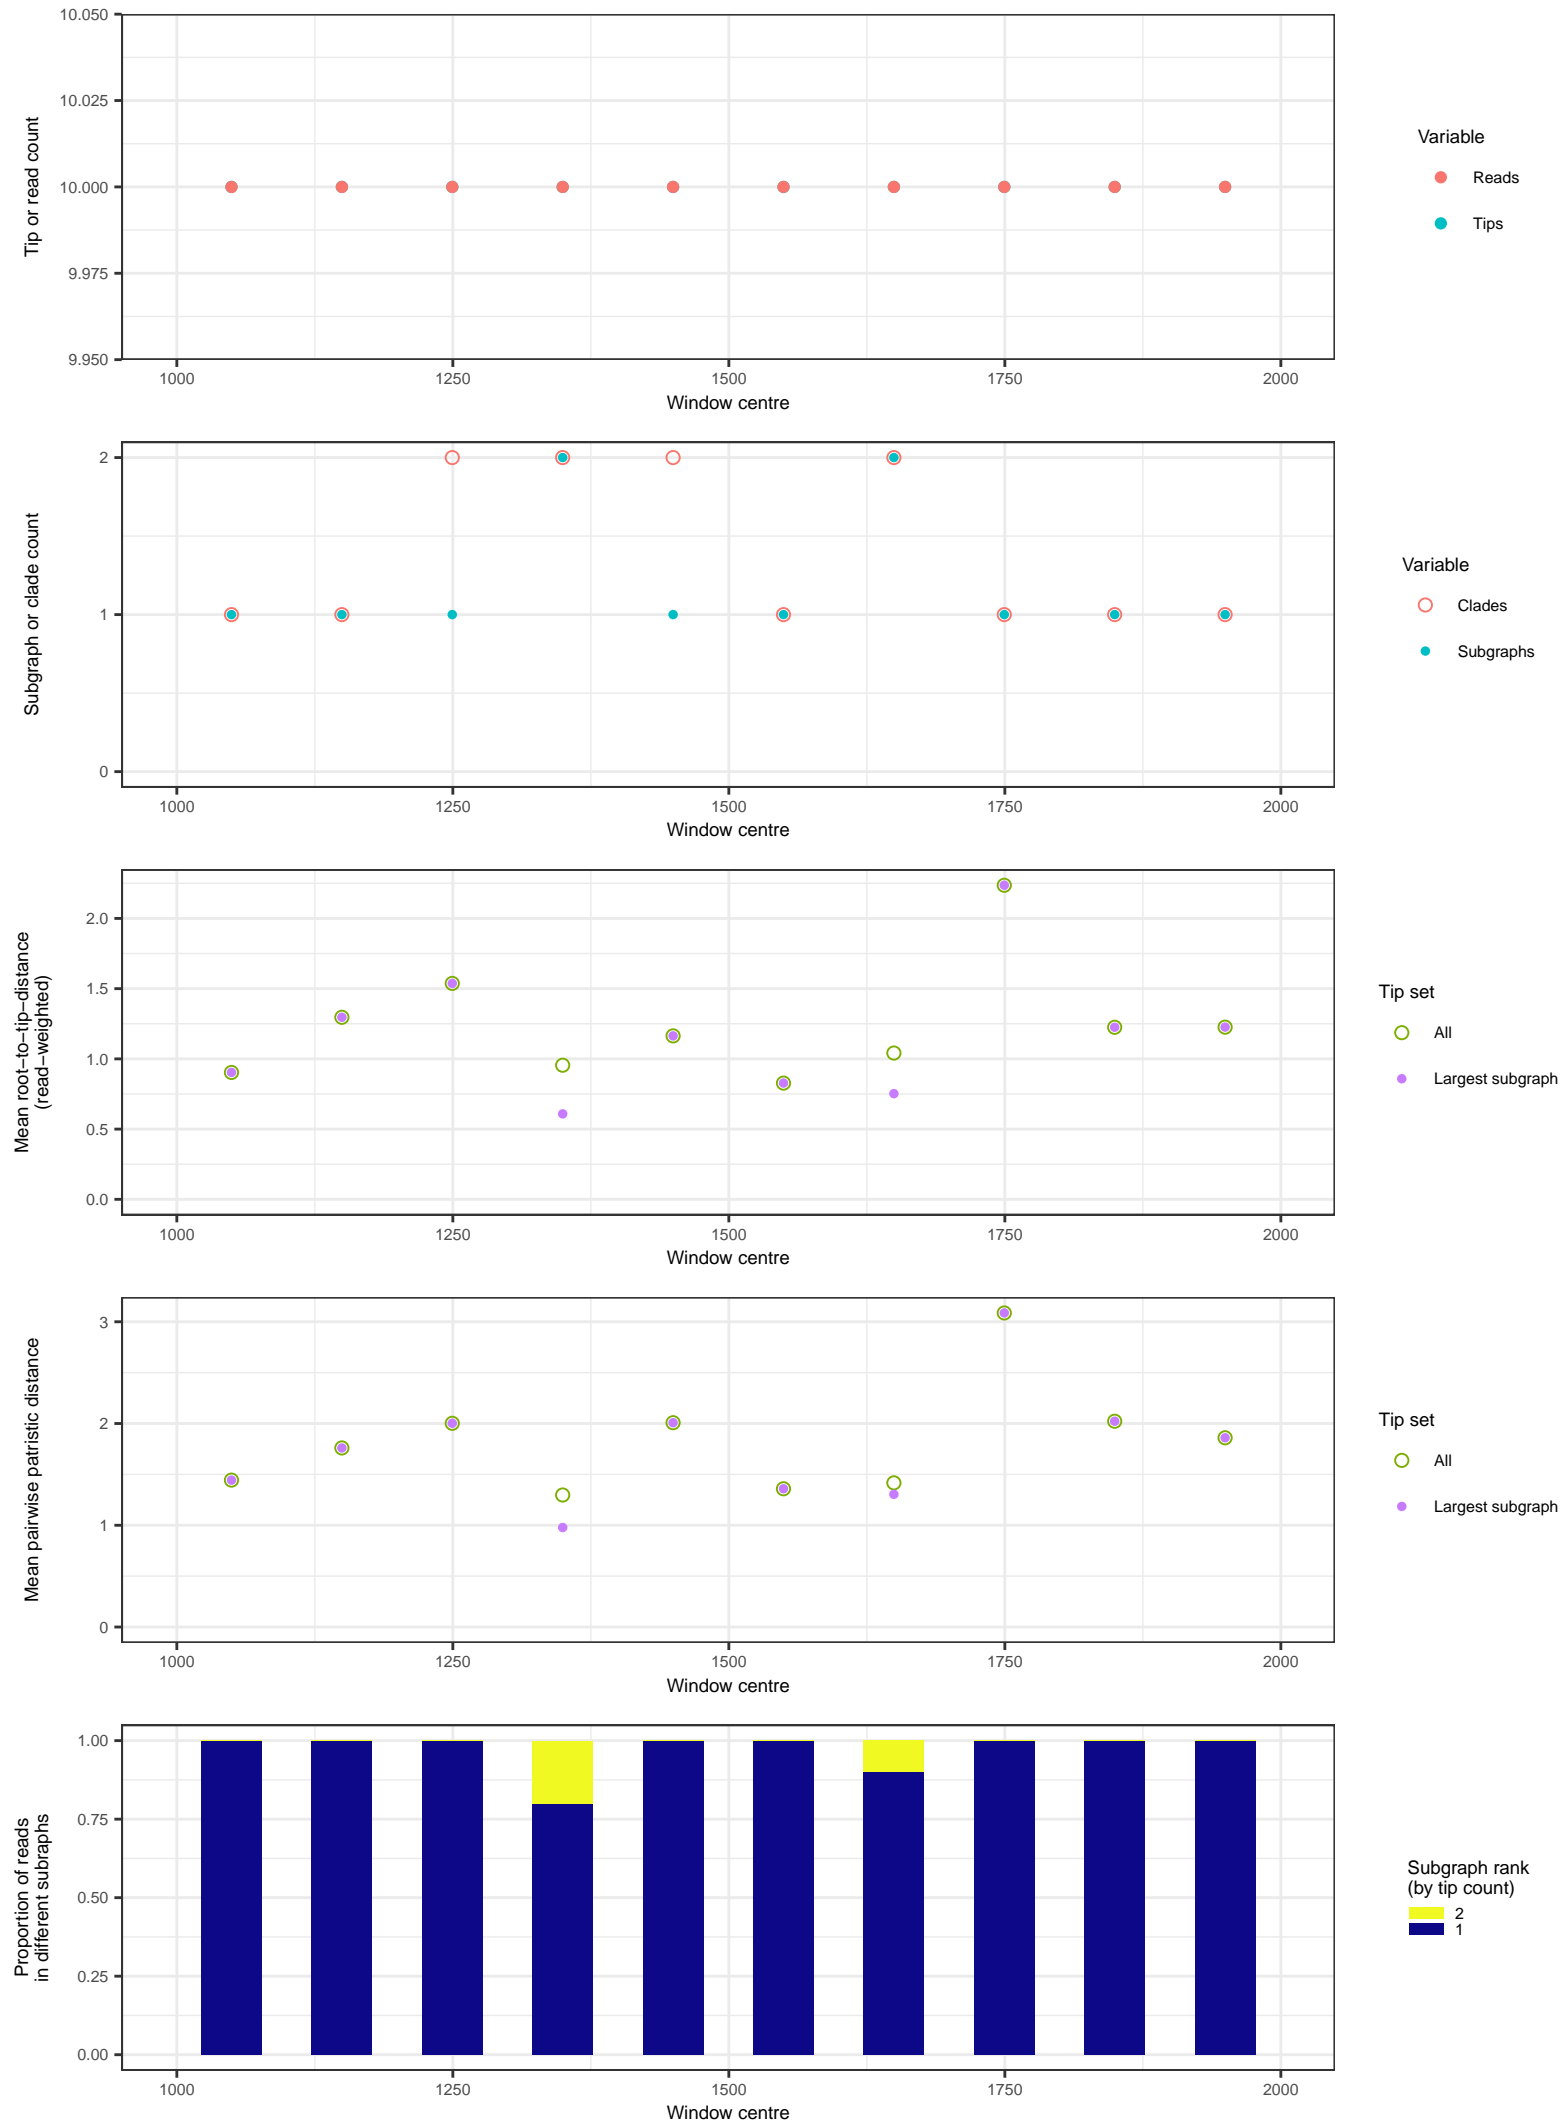 Tip or read count
10.050
10.025
10.000
9.975
9.950
1000 1250 1500 1750 2000
Window centre
Variable
Reads
Tips
Subgraph or clade count
2
1
0
1000 1250 1500 1750 2000
Window centre
Variable
Clades
Subgraphs
Mean root−to−tip−distance
(read−weighted)
2.0
1.5
1.0
0.5
0.0
1000 1250 1500 1750 2000
Window centre
Tip set
All
Largest subgraph
Mean pairwise patristic distance
3
2
1
0
1000 1250 1500 1750 2000
Window centre
Tip set
All
Largest subgraph
Proportion of reads
in different subraphs
1.00
0.75
0.50
0.25
0.00
1000 1250 1500 1750 2000
Window centre
Subgraph rank
(by tip count)
2
1